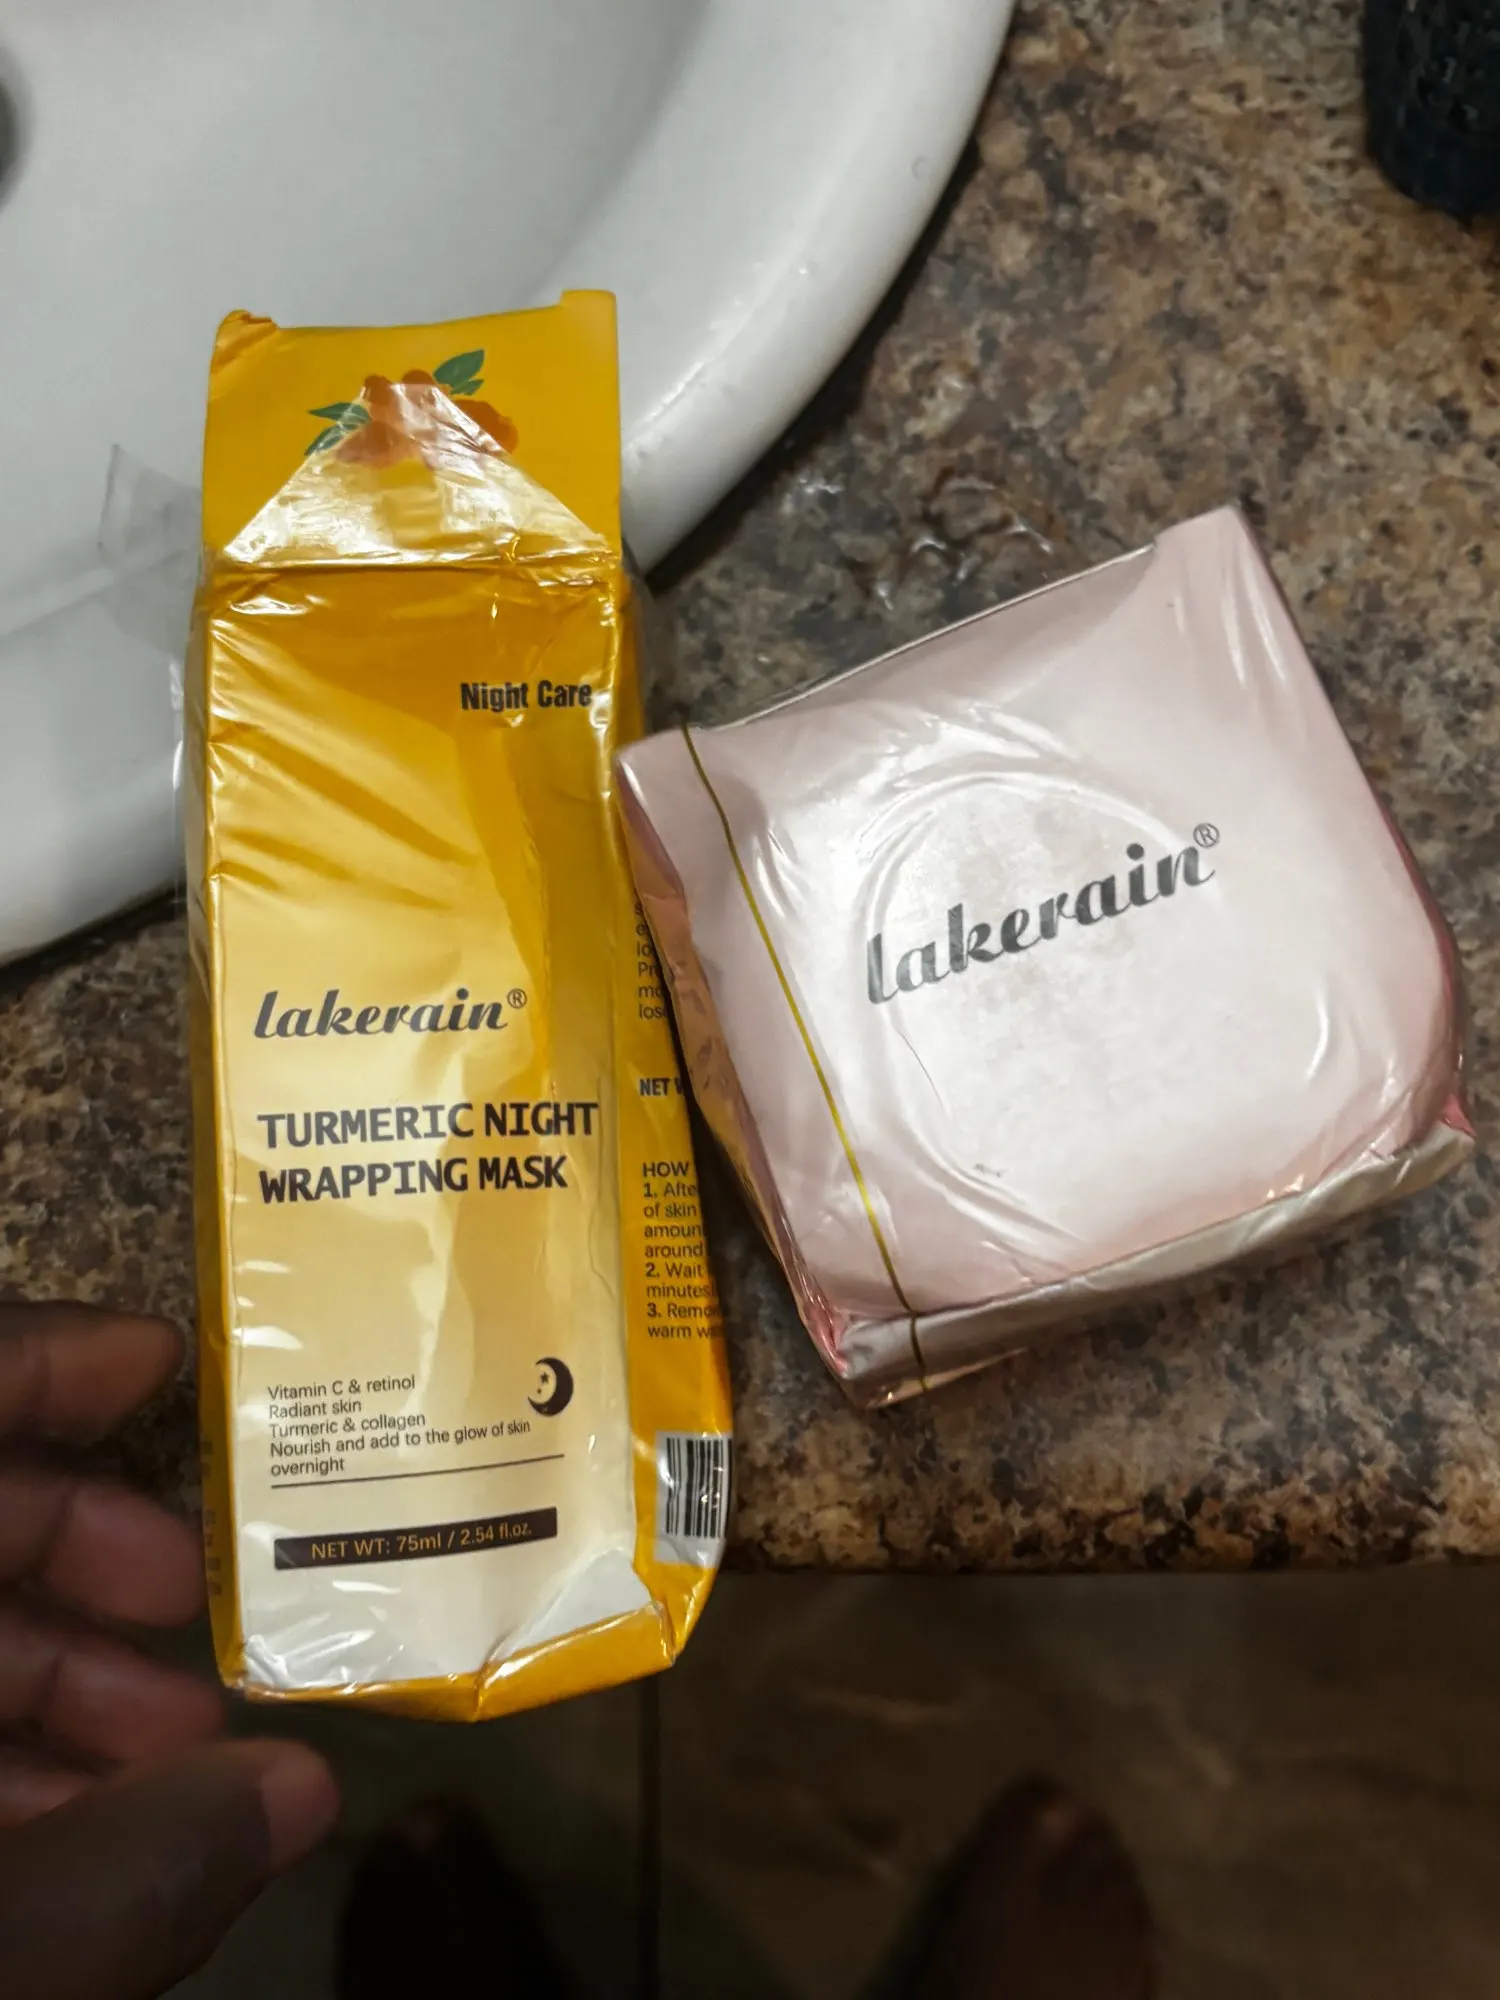 Night Care
lakerain®
TURMERIC NIGHT
WRAPPING MASK
Vitamin C & retinol
Radiant skin
Turmeric & collagen
Nourish and add to the glow of skin
overnight
NET WT: 75ml / 2.54 fl.oz.
NET
HOW
1.
of skin
around
2. Wait
minutes
3.
warm
lakerain®